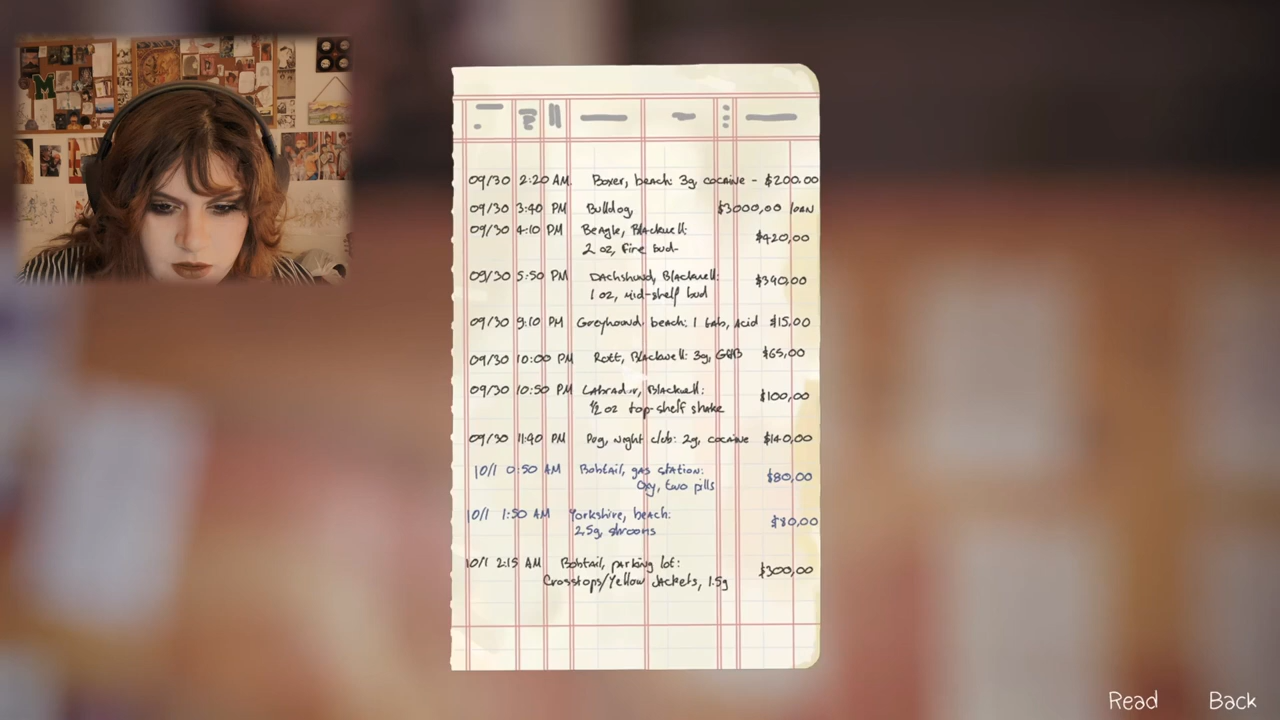 M
09/30 2:20 AM. Boxer, beach: 3g, cocaine - $200.00
09/30 3:40 PM Bulldog, $3000,00 loan
09/30 4:10 PM Beagle, Blackwell:
2 oz, fire bud- $420,00
09/30 5:50 PM Dachshund, Blackwell:
1 oz, mid-shelf bud $340,00
09/30 9:10 PM Greyhound, beach: 1 tab, acid $15.00
09/30 10:00 PM Rott, Blackwell: 3g, GHB $65,00
09/30 10:50 PM Labrador, Blackwell:
1/2 oz top-shelf shake $100,00
09/30 11:40 PM Pug, night club: 2g, cocaine $140,00
10/1 0:50 AM Bobtail, gas station:
Oxy, two pills $80,00
10/1 1:50 AM Yorkshire, beach:
2,5g, shrooms $80,00
10/1 2:15 AM Bobtail, parking lot:
Crosstops/Yellow Jackets, 1.5g $300,00
Read Back